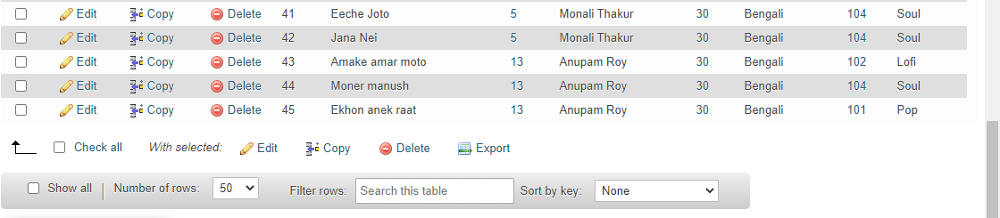 Edit Copy Delete 41 Eeche Joto 5 Monali Thakur 30 Bengali 104 Soul
Edit Copy Delete 42 Jana Nei 5 Monali Thakur 30 Bengali 104 Soul
Edit Copy Delete 43 Amake amar moto 13 Anupam Roy 30 Bengali 102 Lofi
Edit Copy Delete 44 Moner manush 13 Anupam Roy 30 Bengali 104 Soul
Edit Copy Delete 45 Ekhon anek raat 13 Anupam Roy 30 Bengali 101 Pop
Check all With selected: Edit Copy Delete Export
Show all Number of rows: 50 Filter rows: Search this table Sort by key: None